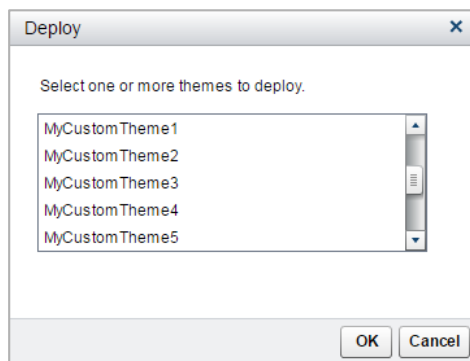 Deploy
Select one or more themes to deploy.
MyCustomTheme1
MyCustomTheme2
MyCustomTheme3
MyCustomTheme4
MyCustomTheme5
OK Cancel